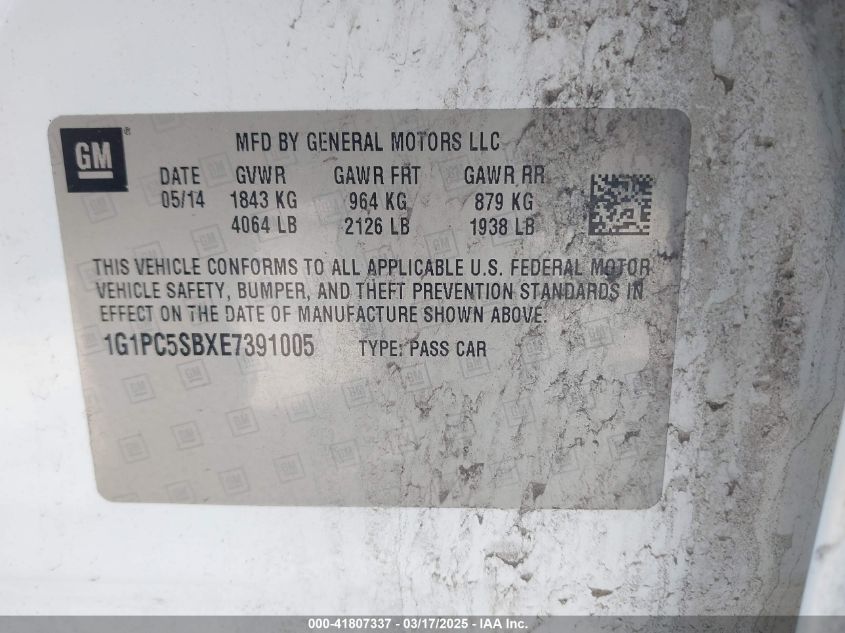 GM®
MFD BY GENERAL MOTORS LLC
DATE GVWR GAWR FRT GAWR RR
05/14 1843 KG 964 KG 879 KG
4064 LB 2126 LB 1938 LB
THIS VEHICLE CONFORMS TO ALL APPLICABLE U.S. FEDERAL MOTOR
VEHICLE SAFETY, BUMPER, AND THEFT PREVENTION STANDARDS IN
EFFECT ON THE DATE OF MANUFACTURE SHOWN ABOVE.
1G1PC5SBXE7391005 TYPE: PASS CAR
000-41807337 - 03/17/2025 - IAA Inc.